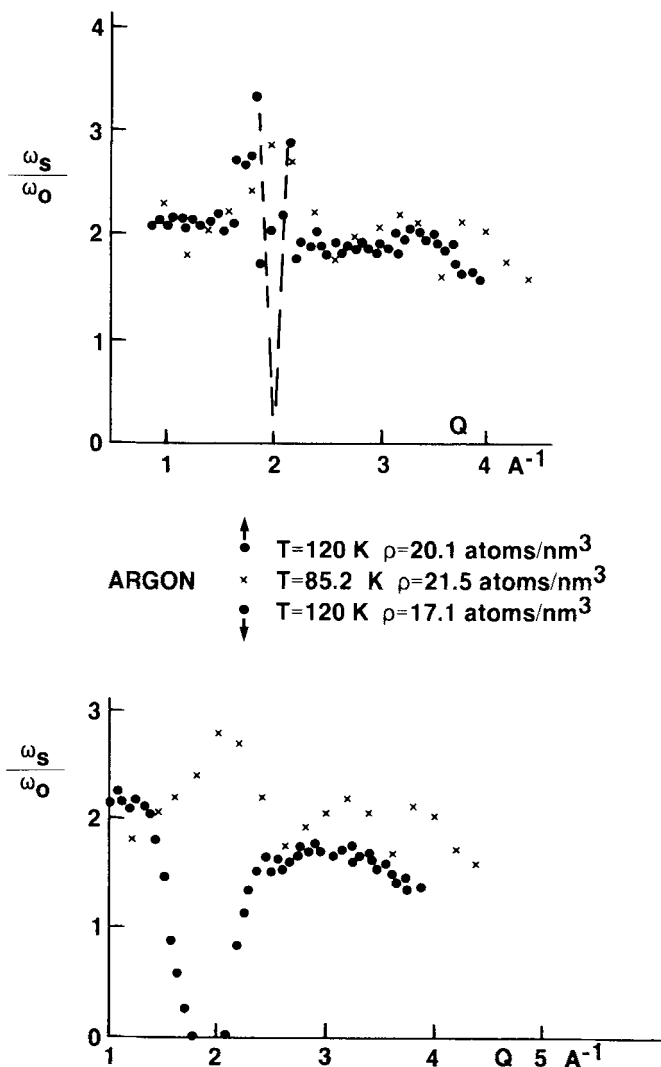 4
3
ωs
ωo
2
1
0
Q
1 2 3 4 A-1
T=120 K ρ=20.1 atoms/nm3
ARGON × T=85.2 K ρ=21.5 atoms/nm3
T=120 K ρ=17.1 atoms/nm3
3
ωs
ωo
2
1
0
1 2 3 4 Q 5 A-1